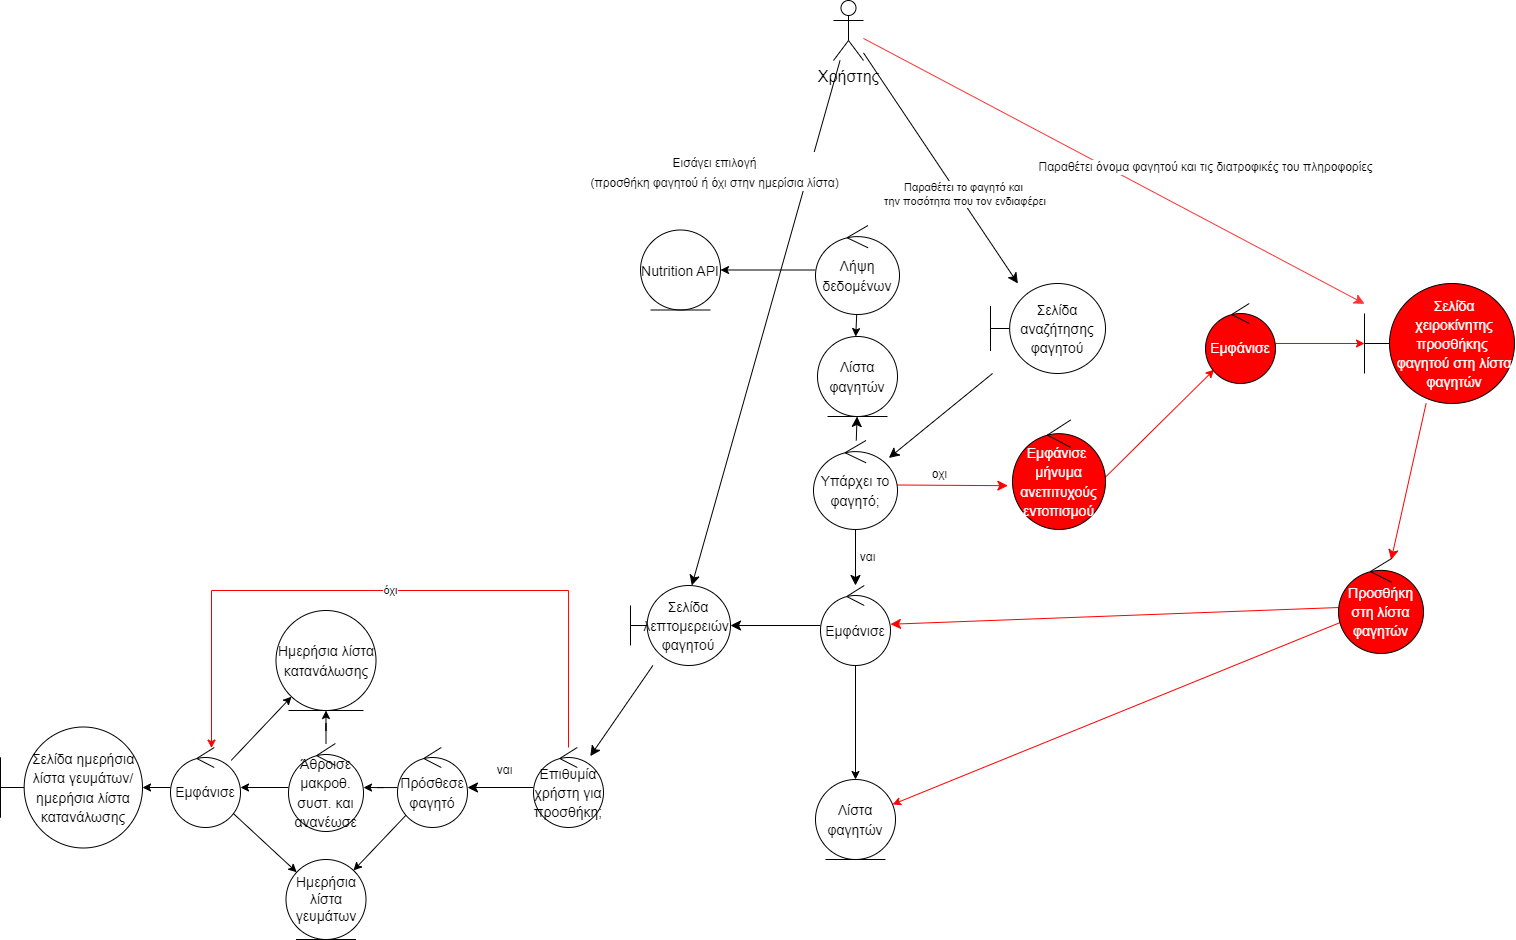 Χρήστης
Εισάγει επιλογή
(προσθήκη φαγητού ή όχι στην ημερίσια λίστα)
Παραθέτει το φαγητό και
την ποσότητα που τον ενδιαφέρει
Παραθέτει όνομα φαγητού και τις διατροφικές του πληροφορίες
Nutrition API
Λήψη
δεδομένων
Σελίδα
αναζήτησης
φαγητού
Εμφάνισε
Σελίδα
χειροκίνητης
προσθήκης
φαγητού στη λίστα
φαγητών
Λίστα
φαγητών
Υπάρχει το
φαγητό;
οχι
Εμφάνισε
μήνυμα
ανεπιτυχούς
εντοπισμού
ναι
Σελίδα
λεπτομερειών
φαγητού
Εμφάνισε
Προσθήκη
στη λίστα
φαγητών
όχι
Ημερήσια λίστα
κατανάλωσης
Σελίδα ημερήσια
λίστα γευμάτων/
ημερήσια λίστα
κατανάλωσης
Εμφάνισε
Άθροισε
μακροθ.
συστ. και
ανανέωσε
Πρόσθεσε
φαγητό
ναι
Επιθυμία
χρήστη για
προσθήκη;
Λίστα
φαγητών
Ημερήσια
λίστα
γευμάτων